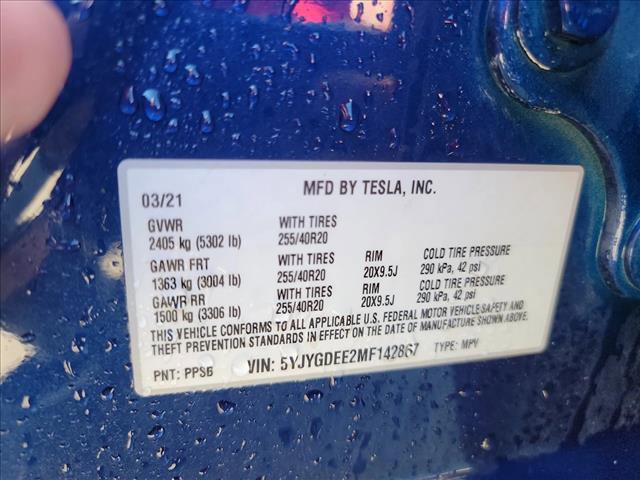 03/21 MFD BY TESLA, INC.
GVWR WITH TIRES
2405 kg (5302 lb) 255/40R20
GAWR FRT WITH TIRES RIM COLD TIRE PRESSURE
1363 kg (3004 lb) 255/40R20 20X9.5J 290 kPa, 42 psi
GAWR RR WITH TIRES RIM COLD TIRE PRESSURE
1500 kg (3306 lb) 255/40R20 20X9.5J 290 kPa, 42 psi
THIS VEHICLE CONFORMS TO ALL APPLICABLE U.S. FEDERAL MOTOR VEHICLE SAFETY AND
THEFT PREVENTION STANDARDS IN EFFECT ON THE DATE OF MANUFACTURE SHOWN ABOVE.
PNT: PPSB VIN: 5YJYGDEE2MF142867 TYPE: MPV